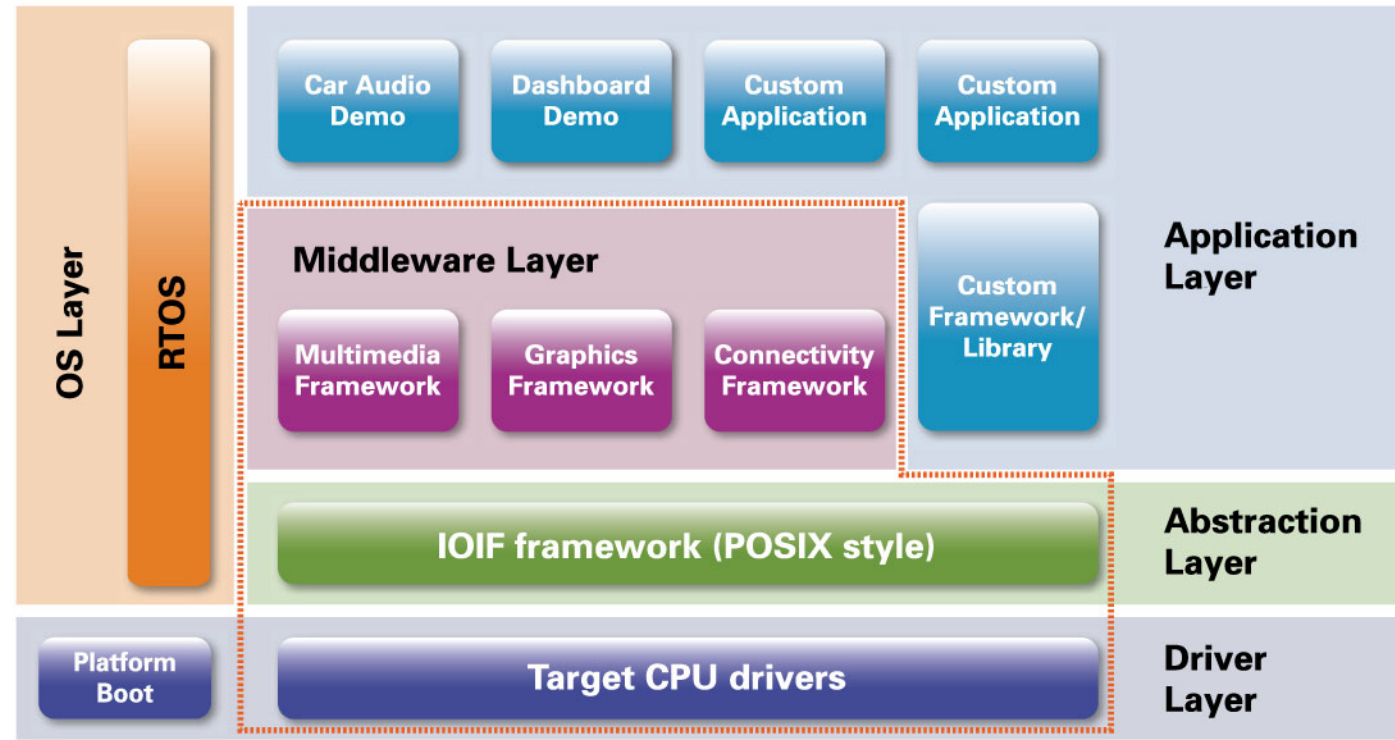 OS Layer
RTOS
Car Audio
Demo
Dashboard
Demo
Custom
Application
Custom
Application
Application
Layer
Middleware Layer
Multimedia
Framework
Graphics
Framework
Connectivity
Framework
Custom
Framework/
Library
IOIF framework (POSIX style)
Abstraction
Layer
Platform
Boot
Target CPU drivers
Driver
Layer